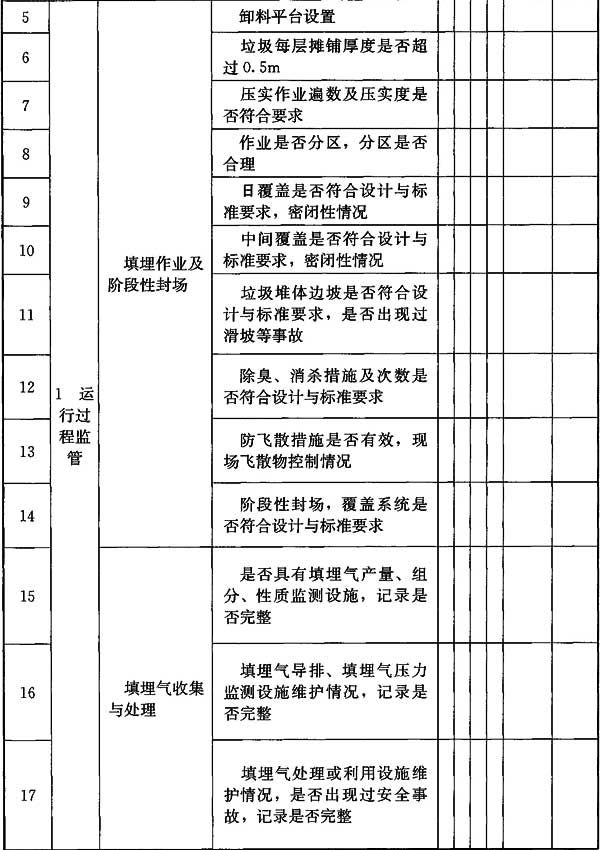 5
卸料平台设置
6
垃圾每层摊铺厚度是否超
过0.5m
7
压实作业遍数及压实度是
否符合要求
8
作业是否分区，分区是否
合理
9
日覆盖是否符合设计与标
准要求，密闭性情况
10
中间覆盖是否符合设计与
标准要求，密闭性情况
填埋作业及
阶段性封场
11
垃圾堆体边坡是否符合设
计与标准要求，是否出现过
滑坡等事故
12
除臭、消杀措施及次数是
否符合设计与标准要求
1 运
行过
程监
管
13
防飞散措施是否有效，现
场飞散物控制情况
14
阶段性封场，覆盖系统是
否符合设计与标准要求
15
是否具有填埋气产量、组
分、性质监测设施，记录是
否完整
16
填埋气收集
与处理
填埋气导排、填埋气压力
监测设施维护情况，记录是
否完整
17
填埋气处理或利用设施维
护情况，是否出现过安全事
故，记录是否完整